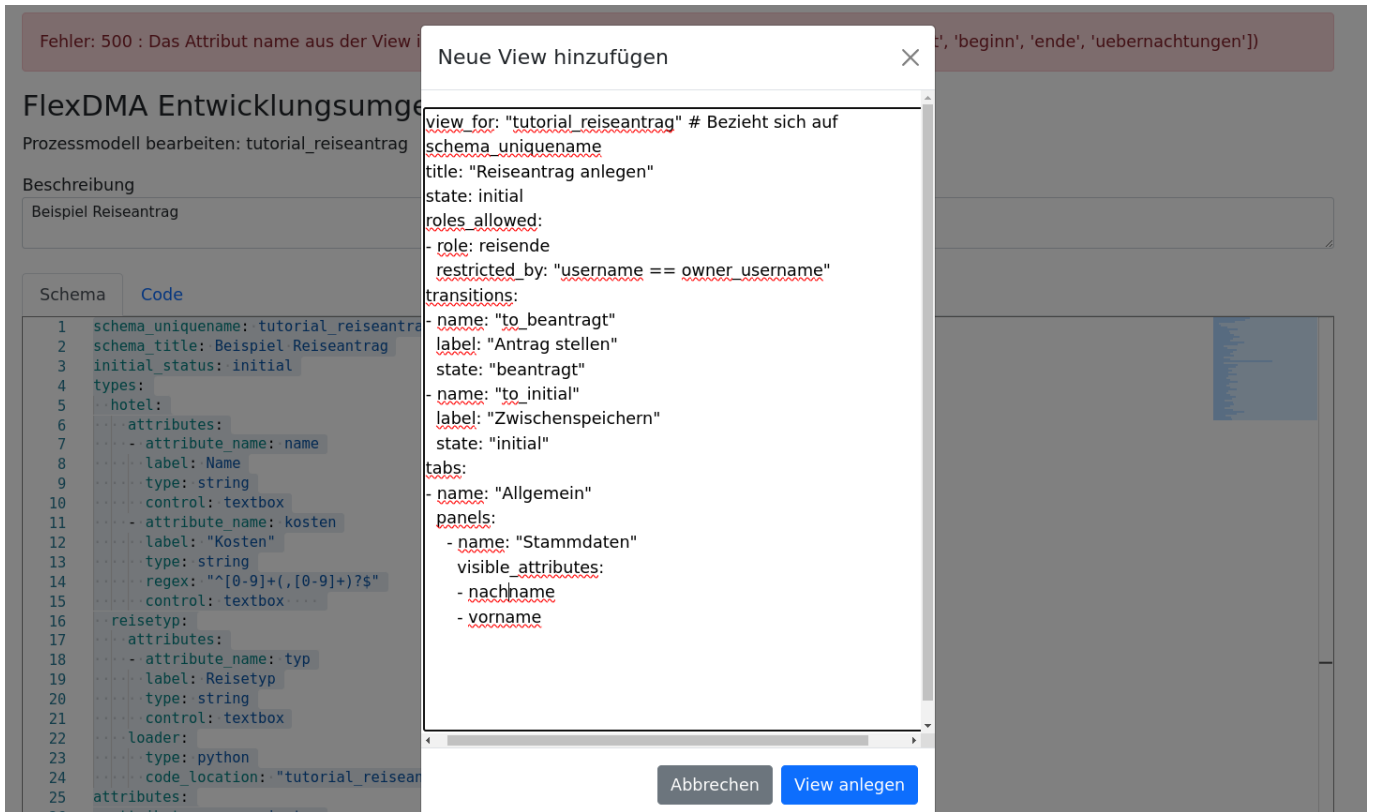 Fehler: 500 : Das Attribut name aus der View i
', 'beginn', 'ende', 'uebernachtungen'])
FlexDMA Entwicklungsumge
Prozessmodell bearbeiten: tutorial_reiseantrag
Beschreibung
Beispiel Reiseantrag
Schema Code
1 schema_uniquename: tutorial_reiseantra
2 schema_title: Beispiel Reiseantrag
3 initial_status: initial
4 types:
5 hotel:
6 attributes:
7 - attribute_name: name
8 label: Name
9 type: string
10 control: textbox
11 - attribute_name: kosten
12 label: "Kosten"
13 type: string
14 regex: "^[0-9]+(,[0-9]+)?$"
15 control: textbox
16 reisetyp:
17 attributes:
18 - attribute_name: typ
19 label: Reisetyp
20 type: string
21 control: textbox
22 loader:
23 type: python
24 code_location: "tutorial_reisean
25 attributes:
Neue View hinzufügen
view_for: "tutorial_reiseantrag" # Bezieht sich auf
schema_uniquename
title: "Reiseantrag anlegen"
state: initial
roles_allowed:
- role: reisende
restricted_by: "username == owner_username"
transitions:
- name: "to_beantragt"
label: "Antrag stellen"
state: "beantragt"
- name: "to_initial"
label: "Zwischenspeichern"
state: "initial"
tabs:
- name: "Allgemein"
panels:
- name: "Stammdaten"
visible_attributes:
- nachname
- vorname
Abbrechen View anlegen